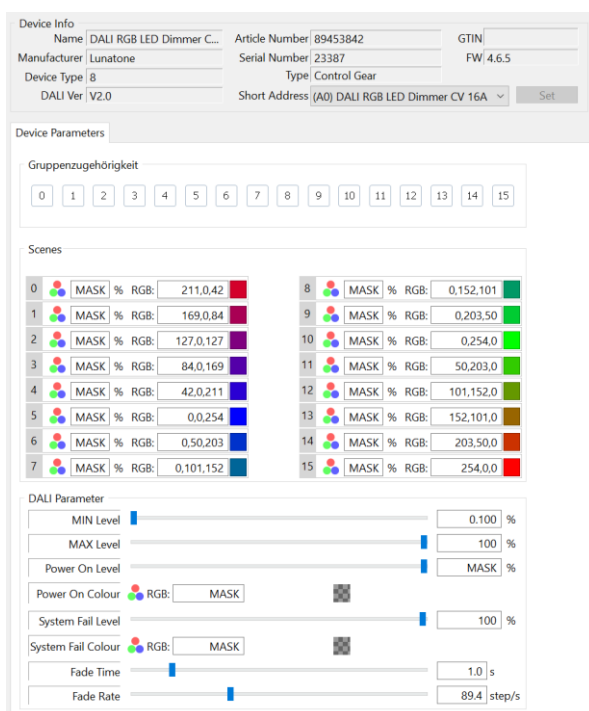 Device Info
Name DALI RGB LED Dimmer C... Article Number 89453842 GTIN
Manufacturer Lunatone Serial Number 23387 FW 4.6.5
Device Type 8 Type Control Gear
DALI Ver V2.0 Short Address (A0) DALI RGB LED Dimmer CV 16A Set
Device Parameters
Gruppenzugehörigkeit
0 1 2 3 4 5 6 7 8 9 10 11 12 13 14 15
Scenes
0 MASK % RGB: 211,0,42 8 MASK % RGB: 0,152,101
1 MASK % RGB: 169,0,84 9 MASK % RGB: 0,203,50
2 MASK % RGB: 127,0,127 10 MASK % RGB: 0,254,0
3 MASK % RGB: 84,0,169 11 MASK % RGB: 50,203,0
4 MASK % RGB: 42,0,211 12 MASK % RGB: 101,152,0
5 MASK % RGB: 0,0,254 13 MASK % RGB: 152,101,0
6 MASK % RGB: 0,50,203 14 MASK % RGB: 203,50,0
7 MASK % RGB: 0,101,152 15 MASK % RGB: 254,0,0
DALI Parameter
MIN Level 0.100 %
MAX Level 100 %
Power On Level MASK %
Power On Colour RGB: MASK
System Fail Level 100 %
System Fail Colour RGB: MASK
Fade Time 1.0 s
Fade Rate 89.4 step/s